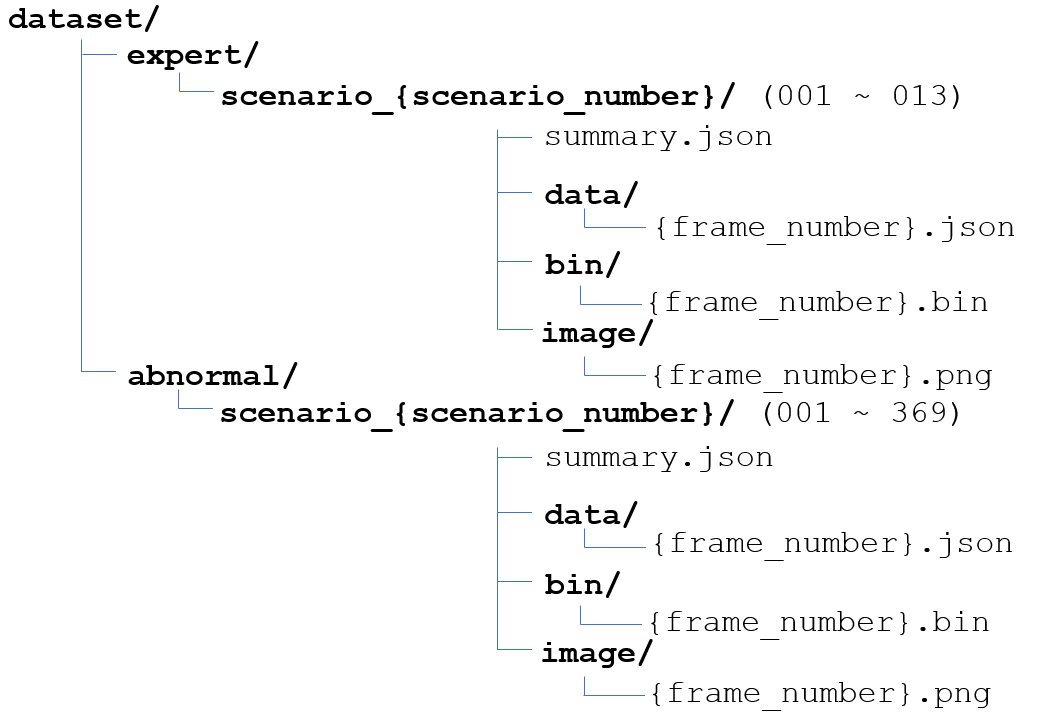 dataset/
expert/
scenario_{scenario_number}/ (001 ~ 013)
summary.json
data/
{frame_number}.json
bin/
{frame_number}.bin
image/
{frame_number}.png
abnormal/
scenario_{scenario_number}/ (001 ~ 369)
summary.json
data/
{frame_number}.json
bin/
{frame_number}.bin
image/
{frame_number}.png